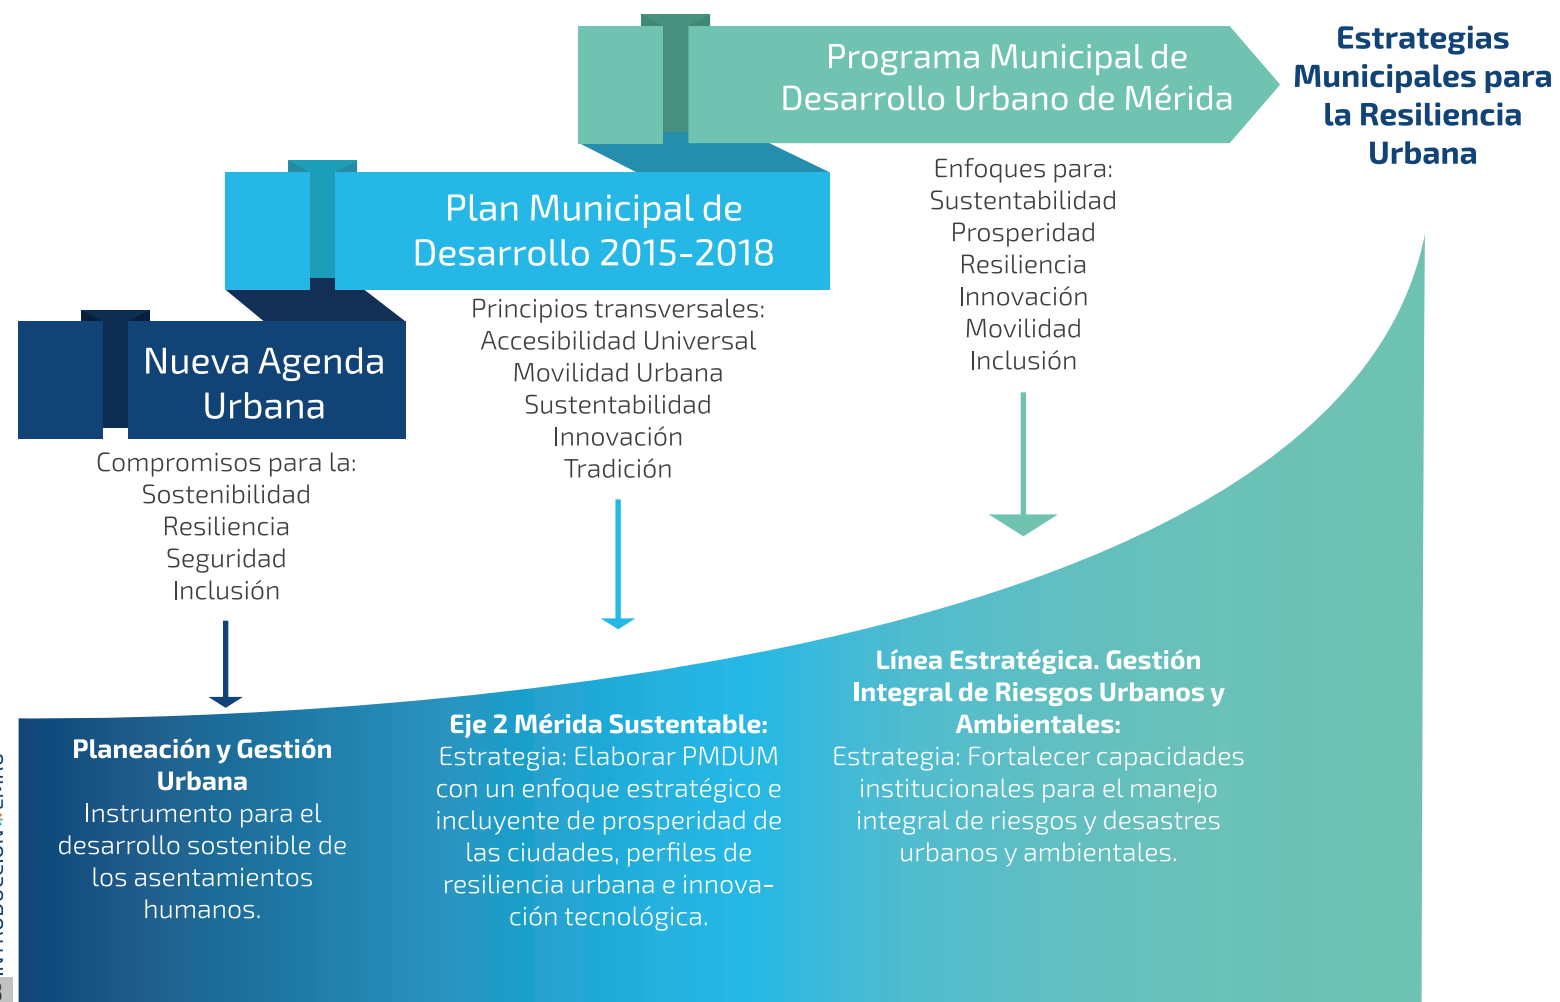 Estrategias
Municipales para
la Resiliencia
Urbana
Programa Municipal de
Desarrollo Urbano de Mérida
Enfoques para:
Sustentabilidad
Prosperidad
Resiliencia
Innovación
Movilidad
Inclusión
Plan Municipal de
Desarrollo 2015-2018
Principios transversales:
Accesibilidad Universal
Movilidad Urbana
Sustentabilidad
Innovación
Tradición
Nueva Agenda
Urbana
Compromisos para la:
Sostenibilidad
Resiliencia
Seguridad
Inclusión
Planeación y Gestión
Urbana
Instrumento para el
desarrollo sostenible de
los asentamientos
humanos.
Eje 2 Mérida Sustentable:
Estrategia: Elaborar PMDUM
con un enfoque estratégico e
incluyente de prosperidad de
las ciudades, perfiles de
resiliencia urbana e innova-
ción tecnológica.
Línea Estratégica. Gestión
Integral de Riesgos Urbanos y
Ambientales:
Estrategia: Fortalecer capacidades
institucionales para el manejo
integral de riesgos y desastres
urbanos y ambientales.